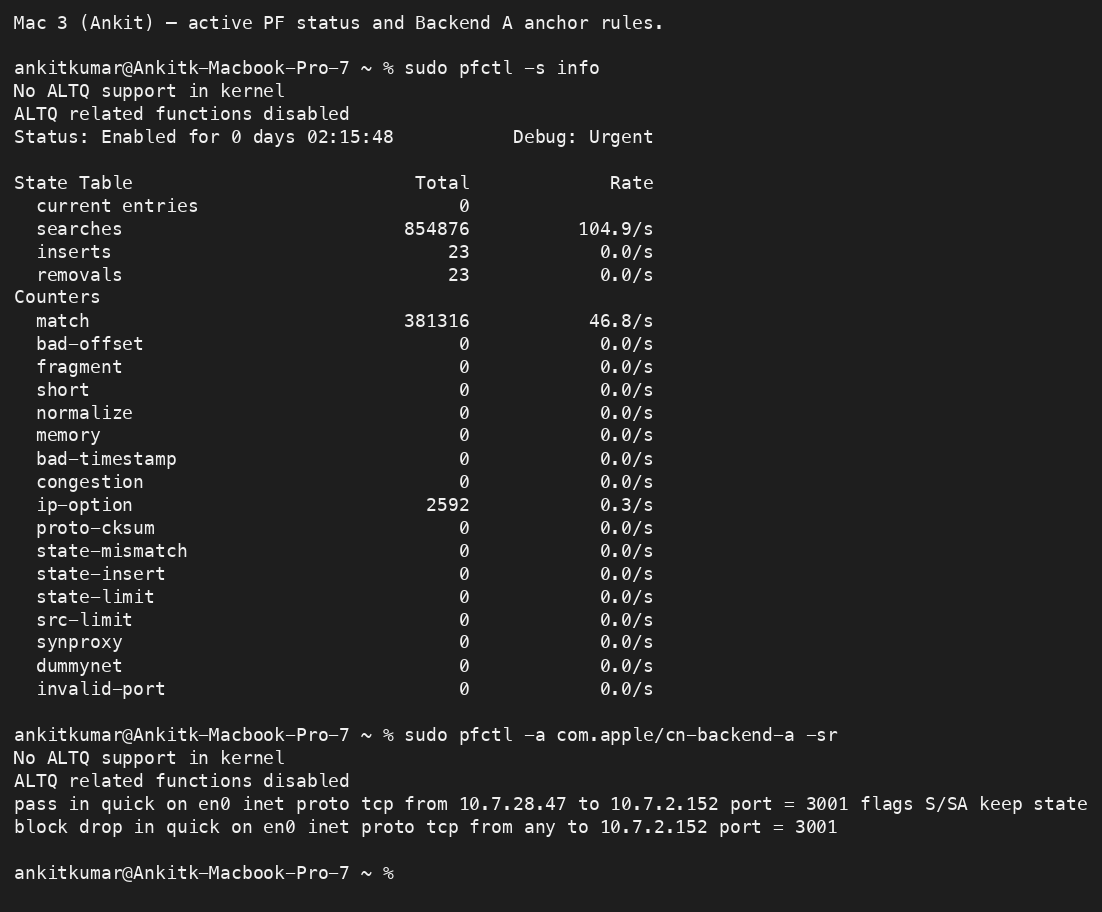 Mac 3 (Ankit) — active PF status and Backend A anchor rules.
ankitkumar@Ankitk-Macbook-Pro-7 ~ % sudo pfctl -s info
No ALTQ support in kernel
ALTQ related functions disabled
Status: Enabled for 0 days 02:15:48 Debug: Urgent
State Table Total Rate
current entries 0
searches 854876 104.9/s
inserts 23 0.0/s
removals 23 0.0/s
Counters
match 381316 46.8/s
bad-offset 0 0.0/s
fragment 0 0.0/s
short 0 0.0/s
normalize 0 0.0/s
memory 0 0.0/s
bad-timestamp 0 0.0/s
congestion 0 0.0/s
ip-option 2592 0.3/s
proto-cksum 0 0.0/s
state-mismatch 0 0.0/s
state-insert 0 0.0/s
state-limit 0 0.0/s
src-limit 0 0.0/s
synproxy 0 0.0/s
dummynet 0 0.0/s
invalid-port 0 0.0/s
ankitkumar@Ankitk-Macbook-Pro-7 ~ % sudo pfctl -a com.apple/cn-backend-a -sr
No ALTQ support in kernel
ALTQ related functions disabled
pass in quick on en0 inet proto tcp from 10.7.28.47 to 10.7.2.152 port = 3001 flags S/SA keep state
block drop in quick on en0 inet proto tcp from any to 10.7.2.152 port = 3001
ankitkumar@Ankitk-Macbook-Pro-7 ~ %